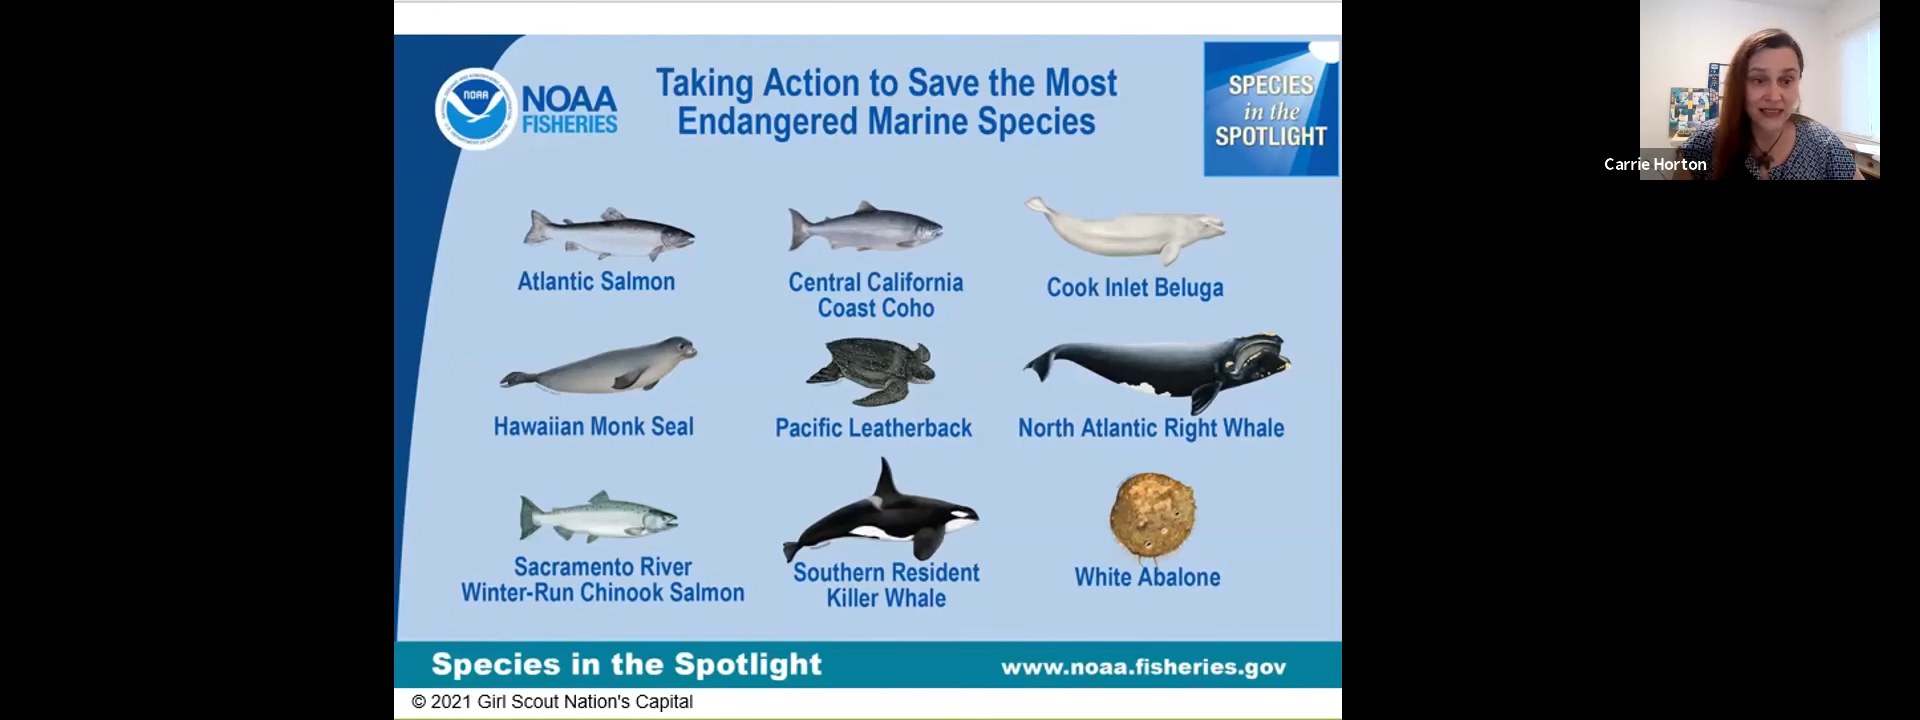 NOAA
NOAA
FISHERIES
Taking Action to Save the Most
Endangered Marine Species
SPECIES
in the
SPOTLIGHT
Carrie Horton
Atlantic Salmon
Central California
Coast Coho
Cook Inlet Beluga
Hawaiian Monk Seal
Pacific Leatherback
North Atlantic Right Whale
Sacramento River
Winter-Run Chinook Salmon
Southern Resident
Killer Whale
White Abalone
Species in the Spotlight
www.noaa.fisheries.gov
© 2021 Girl Scout Nation's Capital